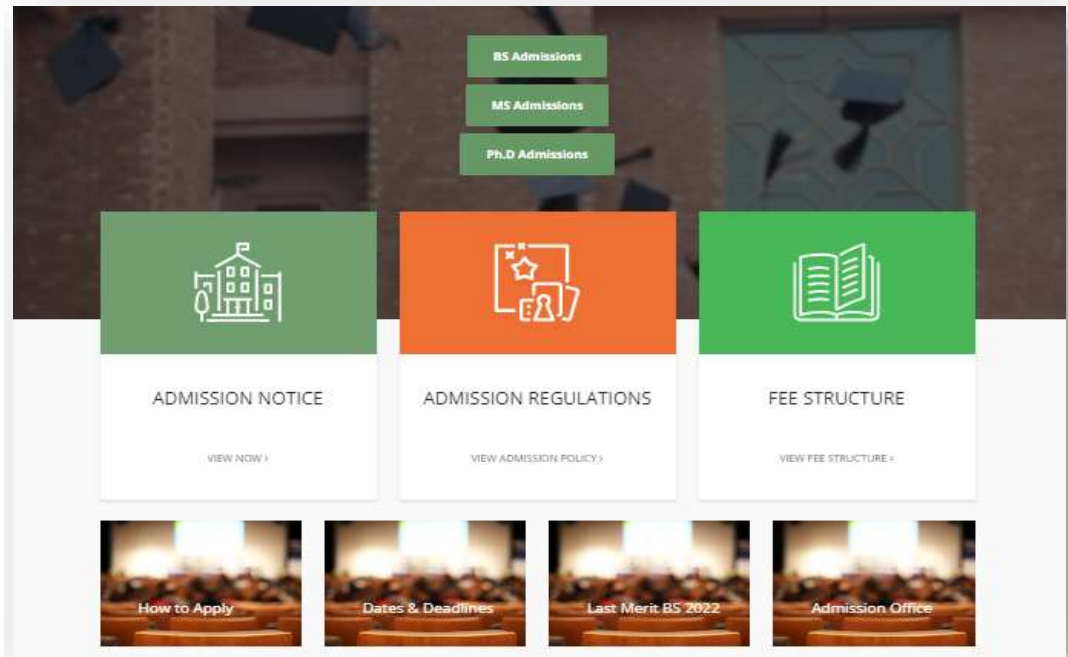 BS Admissions
MS Admissions
Ph.D Admissions
ADMISSION NOTICE
VIEW NOW ›
ADMISSION REGULATIONS
VIEW ADMISSION POLICY ›
FEE STRUCTURE
VIEW FEE STRUCTURE ›
How to Apply
Dates & Deadlines
Last Merit BS 2022
Admission Office